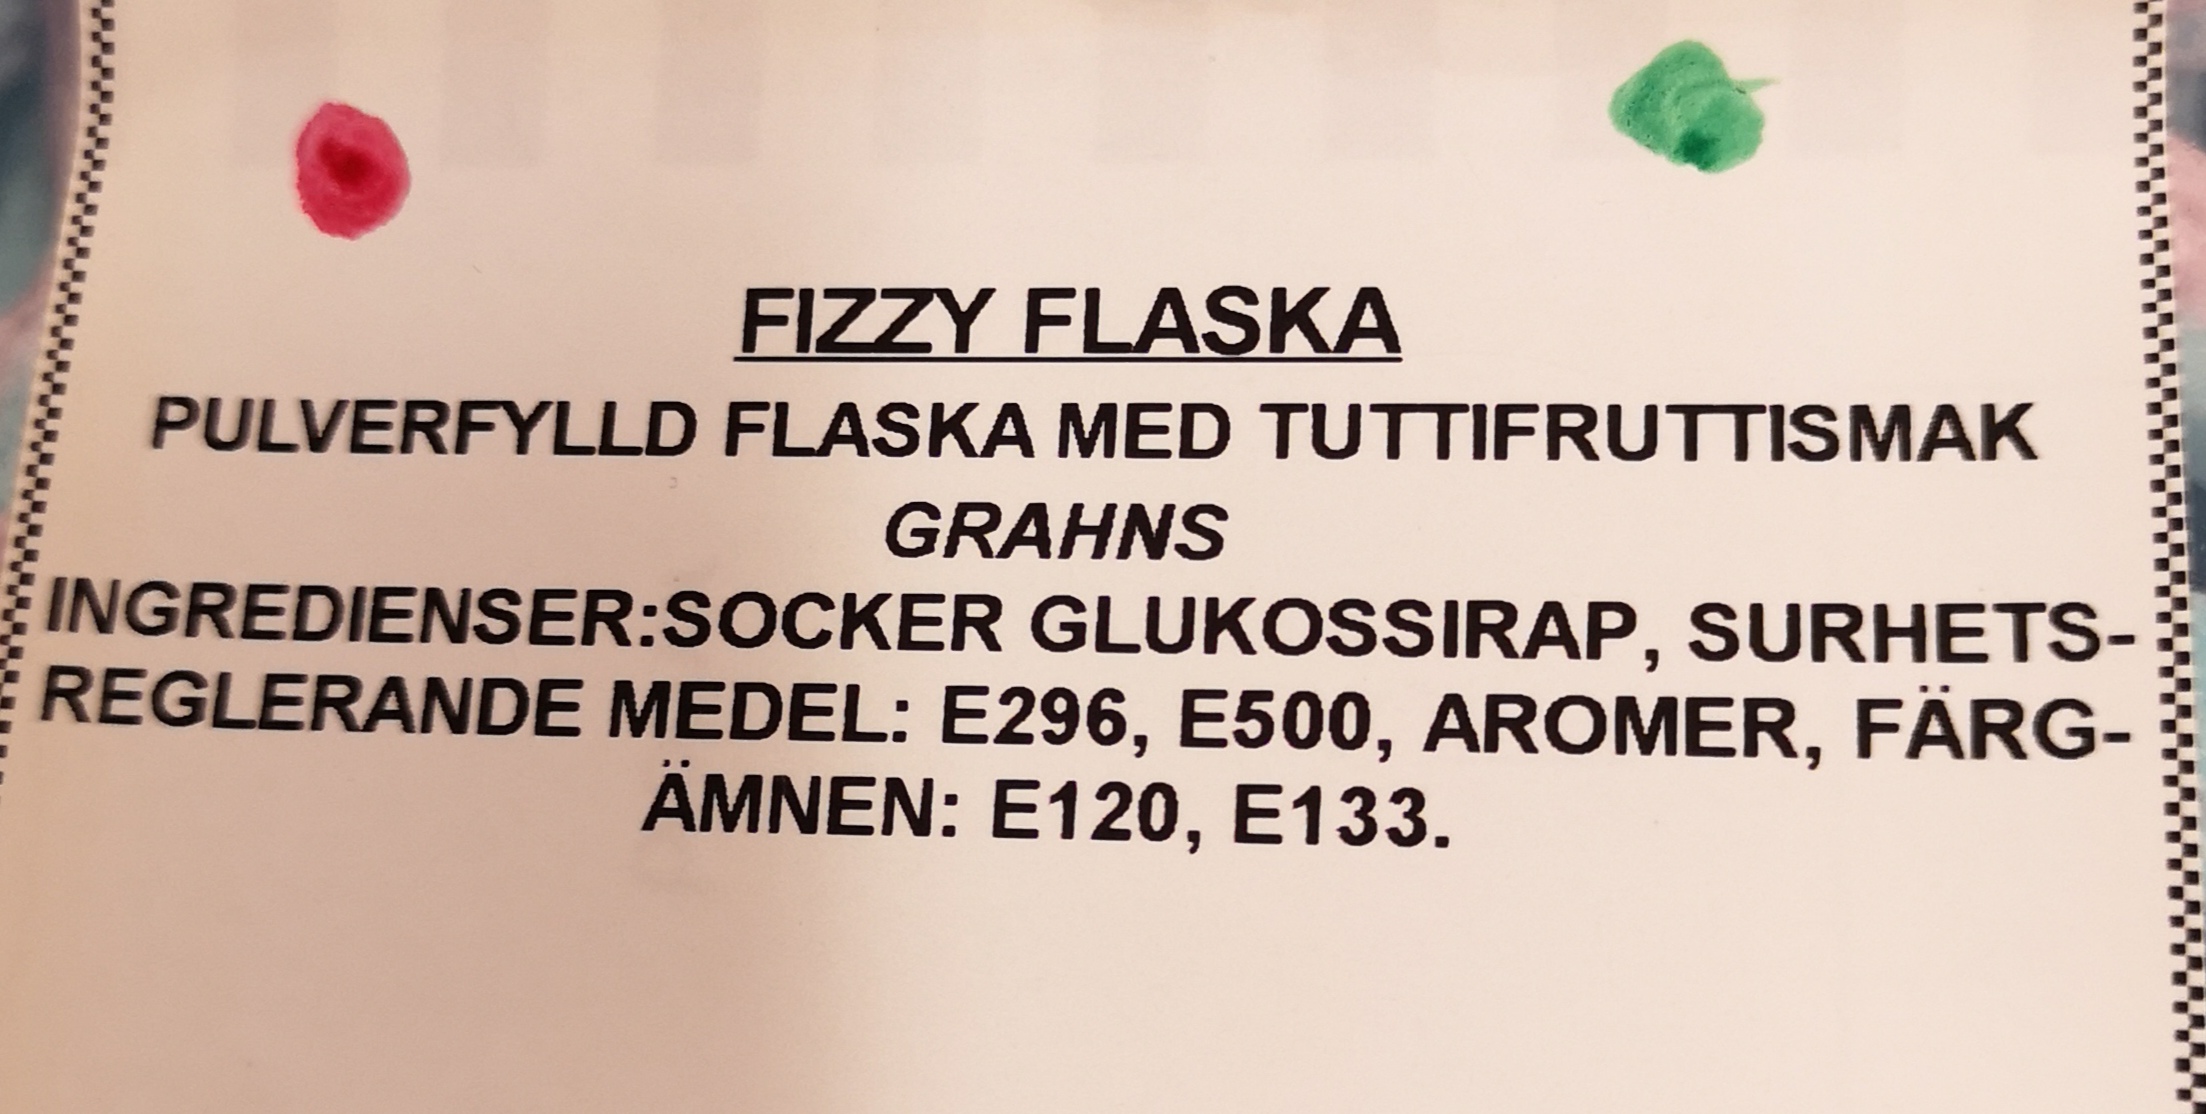 FIZZY FLASKA
PULVERFYLLD FLASKA MED TUTTIFRUTTISMAK
GRAHNS
INGREDIENSER:SOCKER GLUKOSSIRAP, SURHETS-
REGLERANDE MEDEL: E296, E500, AROMER, FÄRG-
ÄMNEN: E120, E133.